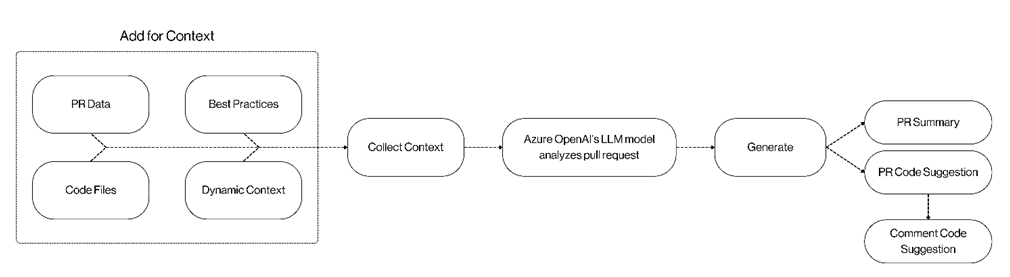 Add for Context
PR Data
Best Practices
Code Files
Dynamic Context
Collect Context
Azure OpenAI's LLM model
analyzes pull request
Generate
PR Summary
PR Code Suggestion
Comment Code
Suggestion